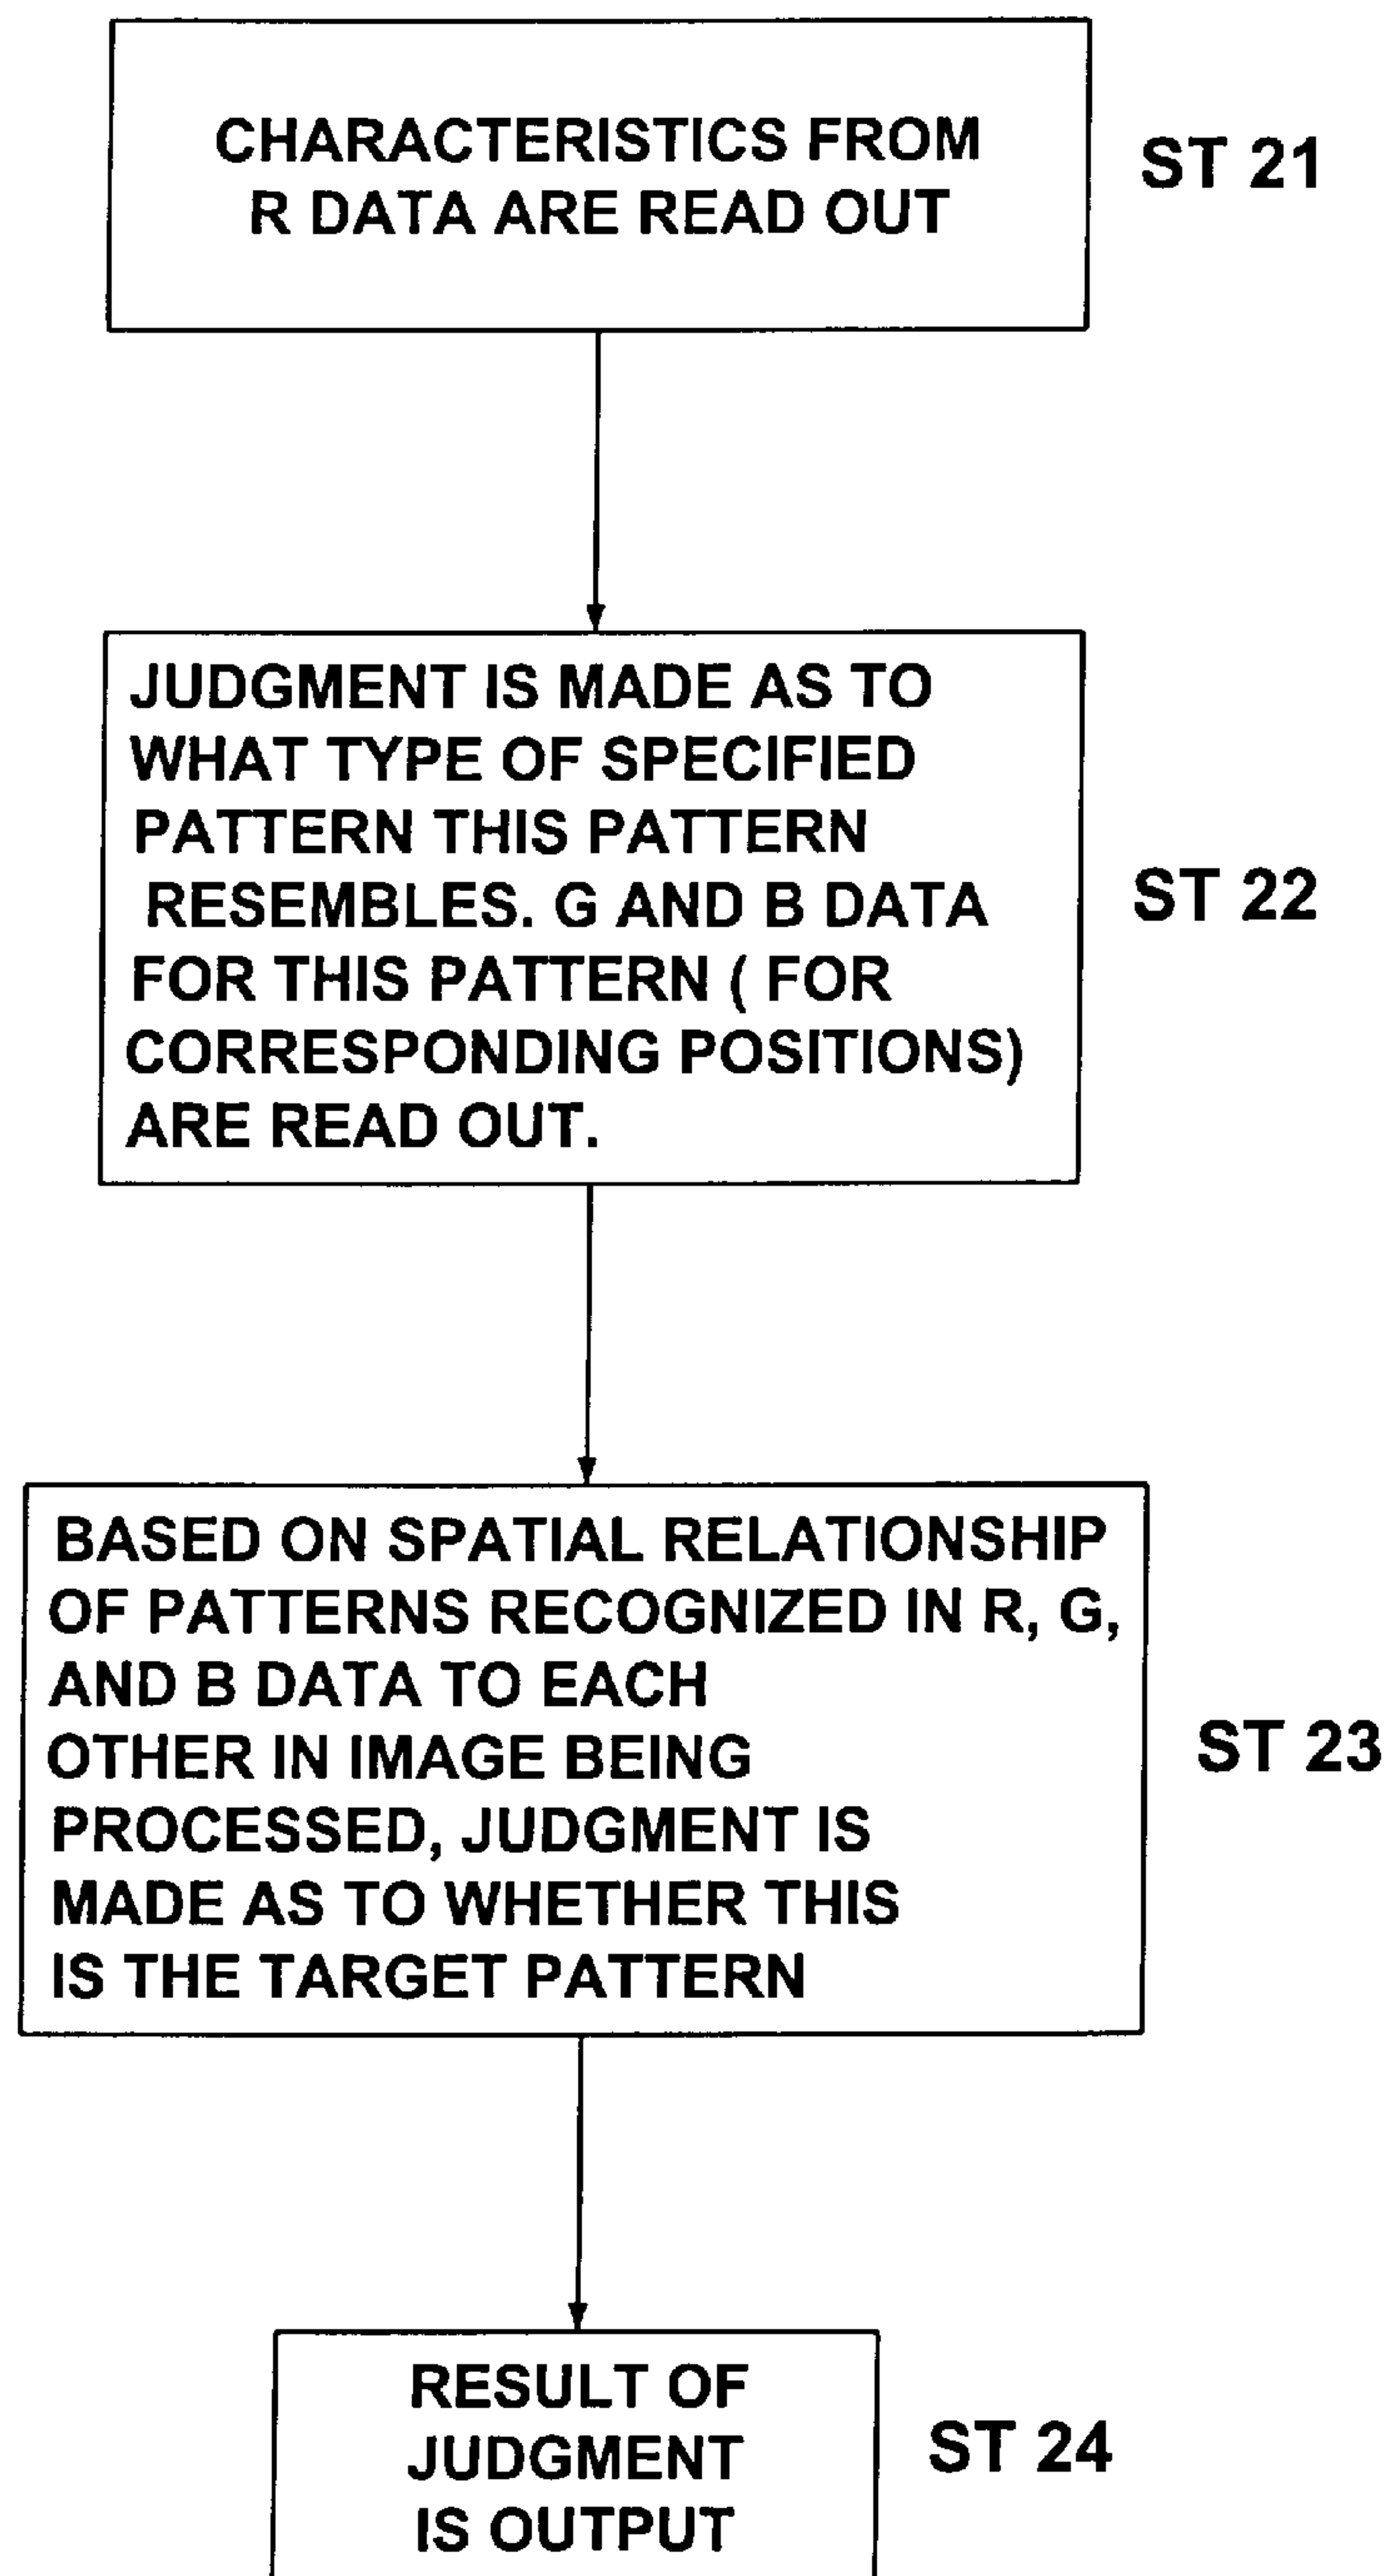 CHARACTERISTICS FROM
R DATA ARE READ OUT
ST 21
JUDGMENT IS MADE AS TO
WHAT TYPE OF SPECIFIED
PATTERN THIS PATTERN
RESEMBLES. G AND B DATA
FOR THIS PATTERN ( FOR
CORRESPONDING POSITIONS)
ARE READ OUT.
ST 22
BASED ON SPATIAL RELATIONSHIP
OF PATTERNS RECOGNIZED IN R, G,
AND B DATA TO EACH
OTHER IN IMAGE BEING
PROCESSED, JUDGMENT IS
MADE AS TO WHETHER THIS
IS THE TARGET PATTERN
ST 23
RESULT OF
JUDGMENT
IS OUTPUT
ST 24